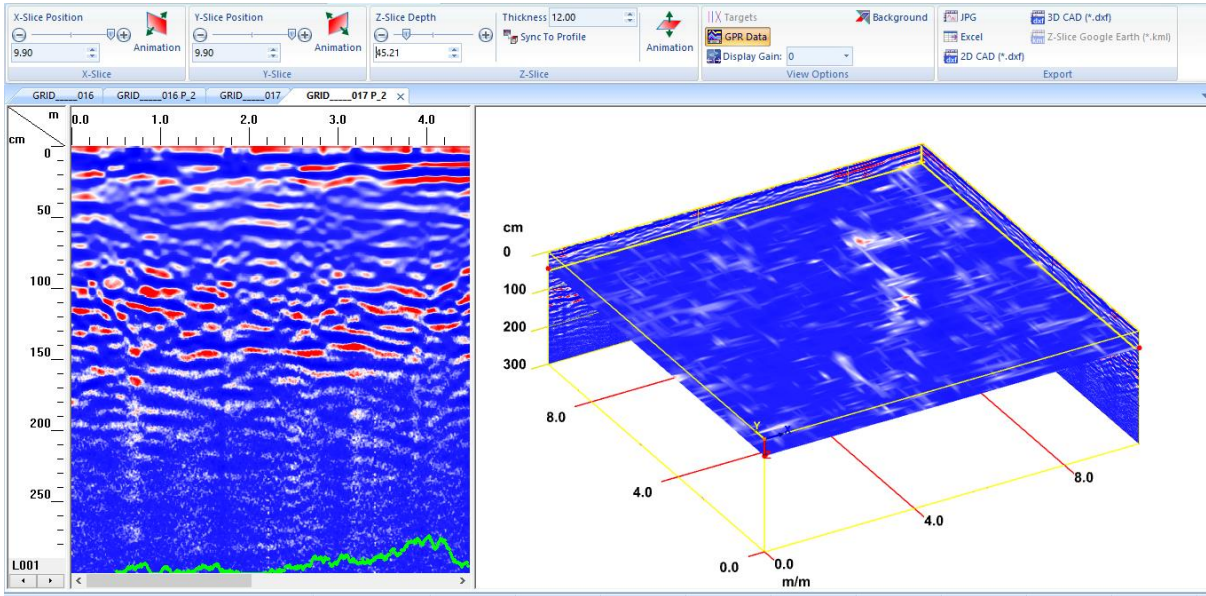 X-Slice Position
9.90
Animation
X-Slice
Y-Slice Position
9.90
Animation
Y-Slice
Z-Slice Depth
45.21
Thickness 12.00
Sync To Profile
Animation
Z-Slice
Targets
GPR Data
Display Gain: 0
Background
View Options
JPG
Excel
2D CAD (*.dxf)
3D CAD (*.dxf)
Z-Slice Google Earth (*.kml)
Export
GRID_____016 GRID_____016 P_2 GRID_____017 GRID_____017 P_2
m
cm
0.0 1.0 2.0 3.0 4.0
0
50
100
150
200
250
L001
cm
0
100
200
300
8.0
4.0
0.0
Y X
Z
0.0
4.0
8.0
m/m